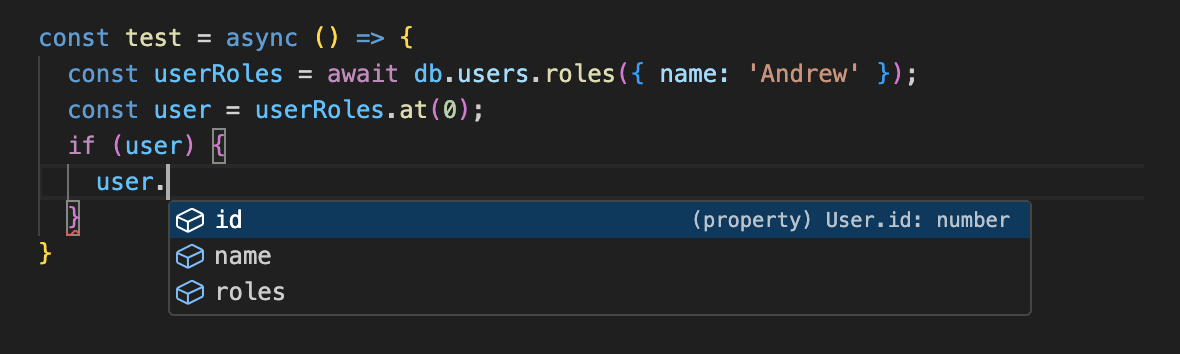 const test = async () => {
const userRoles = await db.users.roles({ name: 'Andrew' });
const user = userRoles.at(0);
if (user) {
user.
id (property) User.id: number
}
name
}
roles